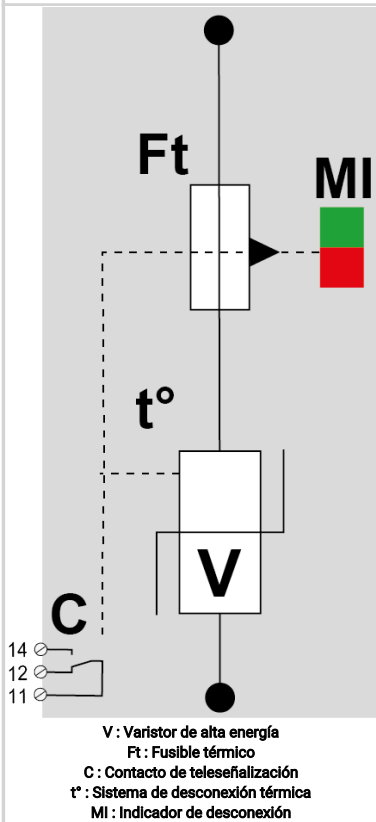 Ft
MI
t°
V
C
14
12
11
V : Varistor de alta energía
Ft : Fusible térmico
C : Contacto de teleseñalización
t° : Sistema de desconexión térmica
MI : Indicador de desconexión